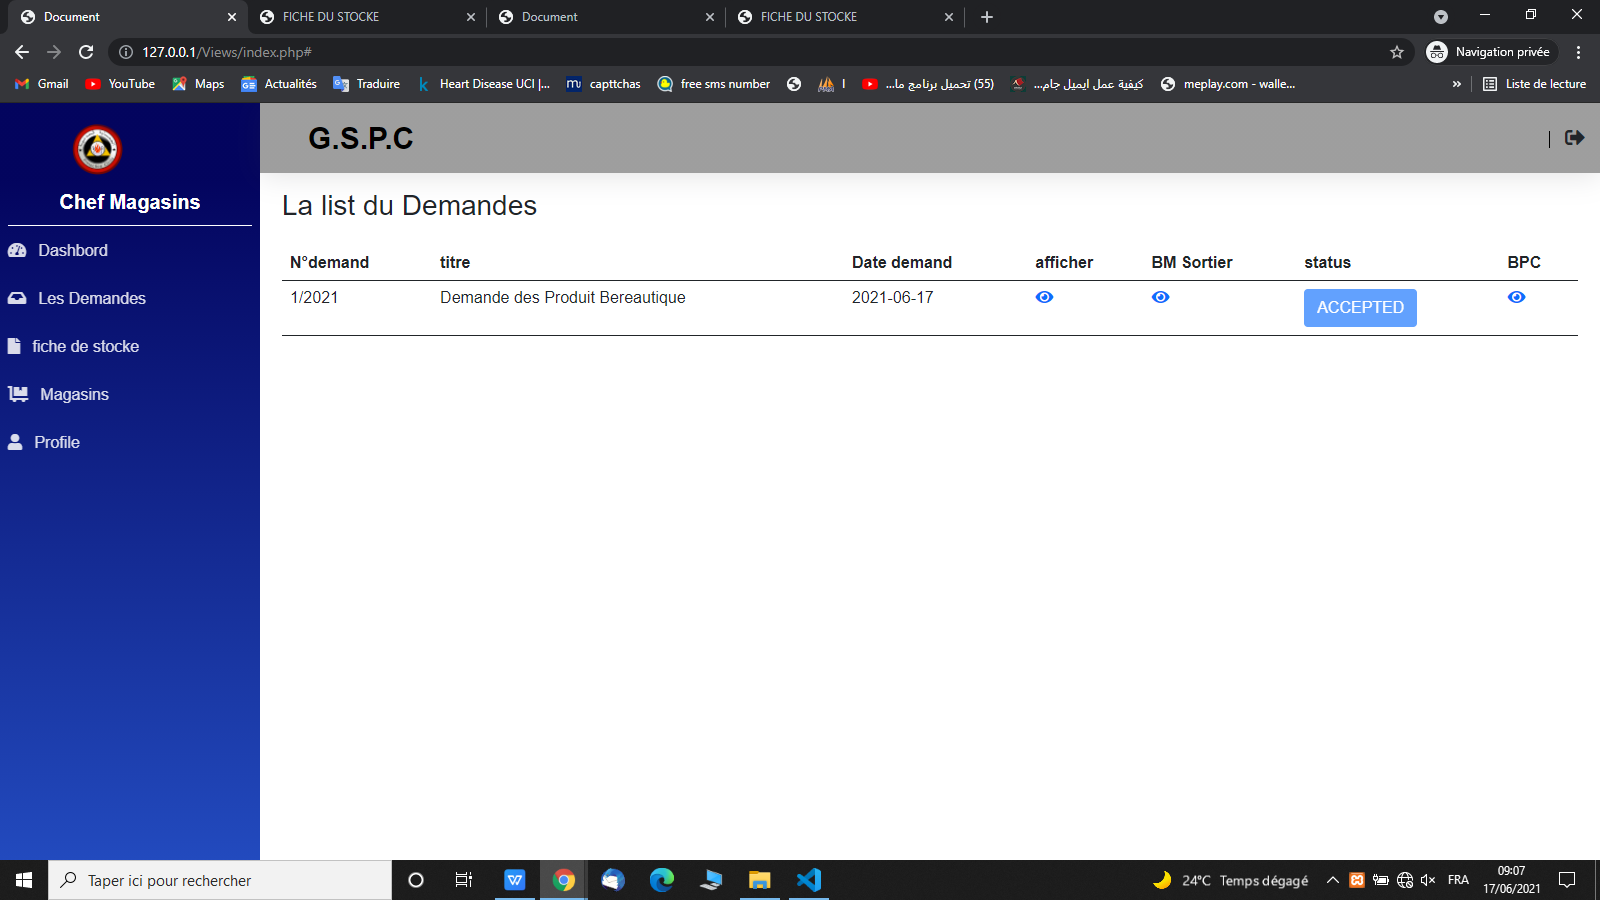 Document
FICHE DU STOCKE
Document
FICHE DU STOCKE
127.0.0.1/Views/index.php#
Navigation privée
Gmail
YouTube
Maps
Actualités
Traduire
Heart Disease UCI |...
capttchas
free sms number
I
(55) تحميل برنامج ما...
كيفية عمل ايميل جام...
meplay.com - walle...
»
Liste de lecture
Chef Magasins
Dashbord
Les Demandes
fiche de stocke
Magasins
Profile
G.S.P.C
|
La list du Demandes
N°demand titre Date demand afficher BM Sortier status BPC
1/2021 Demande des Produit Bereautique 2021-06-17 ACCEPTED
Taper ici pour rechercher
24°C Temps dégagé
FRA
09:07
17/06/2021